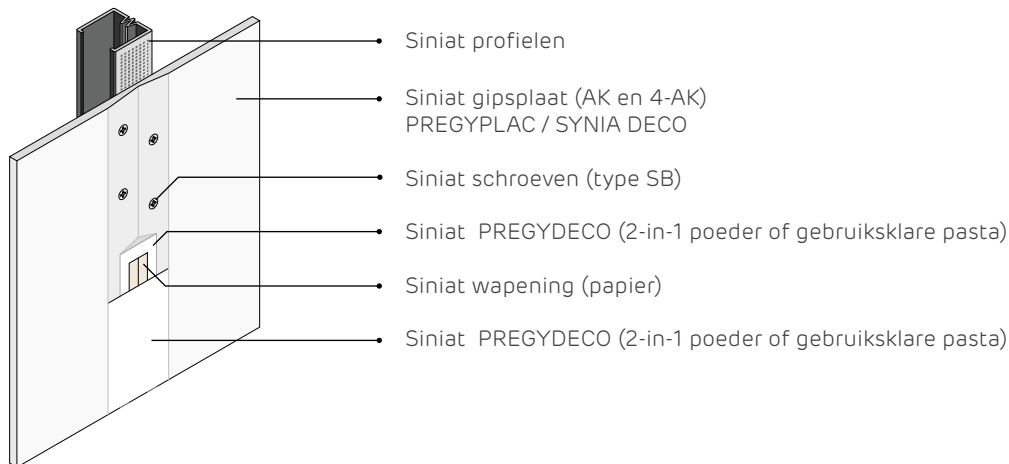 Siniat profielen
Siniat gipsplaat (AK en 4-AK)
PREGYPLAC / SYNIA DECO
Siniat schroeven (type SB)
Siniat PREGYDECO (2-in-1 poeder of gebruiksklare pasta)
Siniat wapening (papier)
Siniat PREGYDECO (2-in-1 poeder of gebruiksklare pasta)